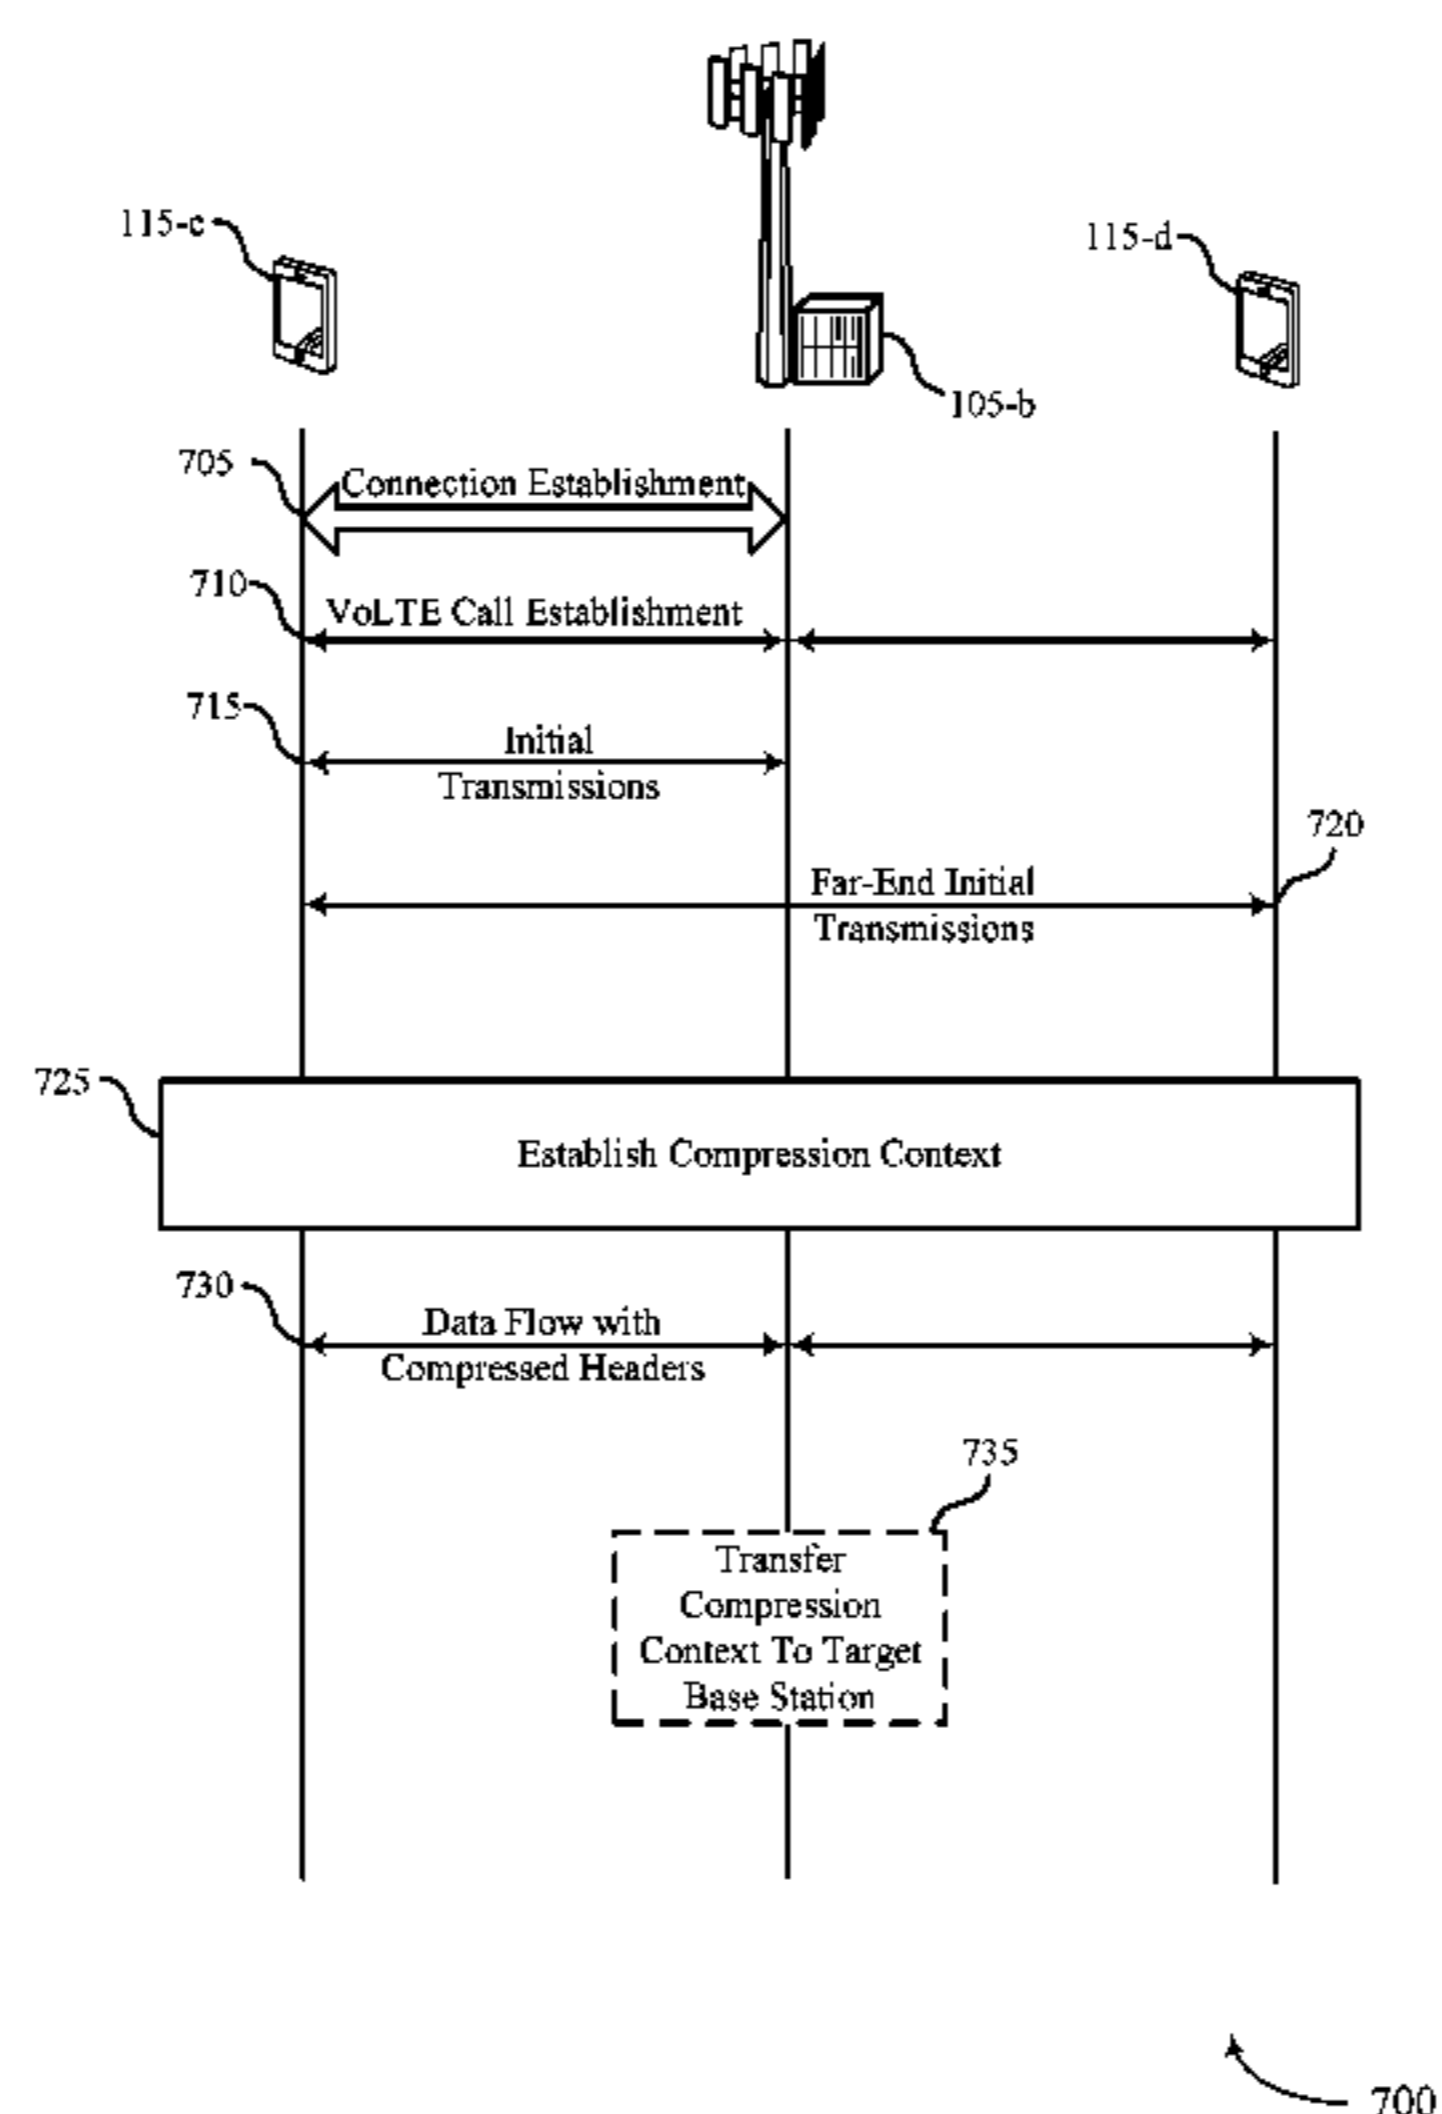 115-c
115-d
105-b
705
Connection Establishment
710
VoLTE Call Establishment
715
Initial
Transmissions
720
Far-End Initial
Transmissions
725
Establish Compression Context
730
Data Flow with
Compressed Headers
735
Transfer
Compression
Context To Target
Base Station
700